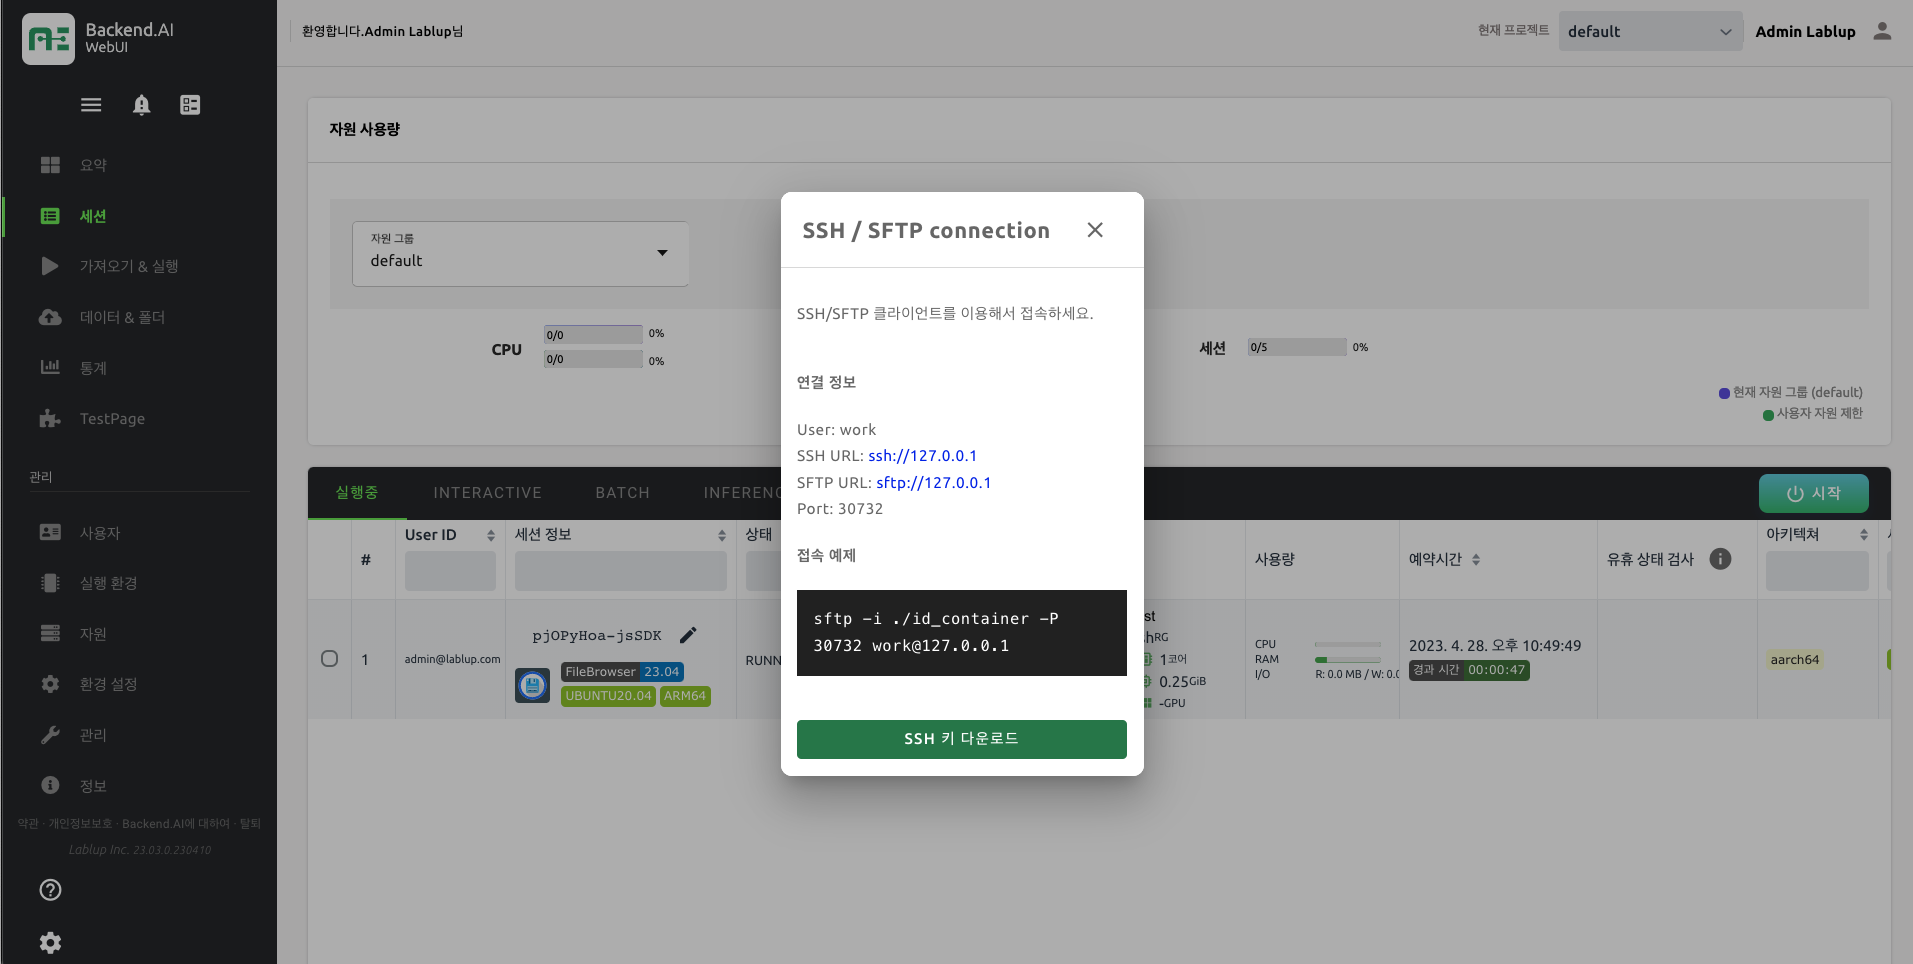 Backend.AI
WebUI
환영합니다.Admin Lablup님
현재 프로젝트
default
Admin Lablup
요약
세션
가져오기 & 실행
데이터 & 폴더
통계
TestPage
관리
사용자
실행 환경
자원
환경 설정
관리
정보
약관 · 개인정보보호 · Backend.AI에 대하여 · 탈퇴
Lablup Inc. 23.03.0.230410
자원 사용량
자원 그룹
default
CPU
0/0
0%
0/0
0%
세션
0/5
0%
현재 자원 그룹 (default)
사용자 자원 제한
실행중
INTERACTIVE
BATCH
INFERENC
시작
#
User ID
세션 정보
상태
사용량
예약시간
유휴 상태 검사
아키텍쳐
1
admin@lablup.com
pjOPyHoa-jsSDK
FileBrowser 23.04
UBUNTU20.04 ARM64
RUNN
st
hRG
1코어
0.25GiB
-GPU
CPU
RAM
I/O
R: 0.0 MB / W: 0.0
2023. 4. 28. 오후 10:49:49
경과 시간 00:00:47
aarch64
SSH / SFTP connection
SSH/SFTP 클라이언트를 이용해서 접속하세요.
연결 정보
User: work
SSH URL: ssh://127.0.0.1
SFTP URL: sftp://127.0.0.1
Port: 30732
접속 예제
sftp -i ./id_container -P
30732 work@127.0.0.1
SSH 키 다운로드